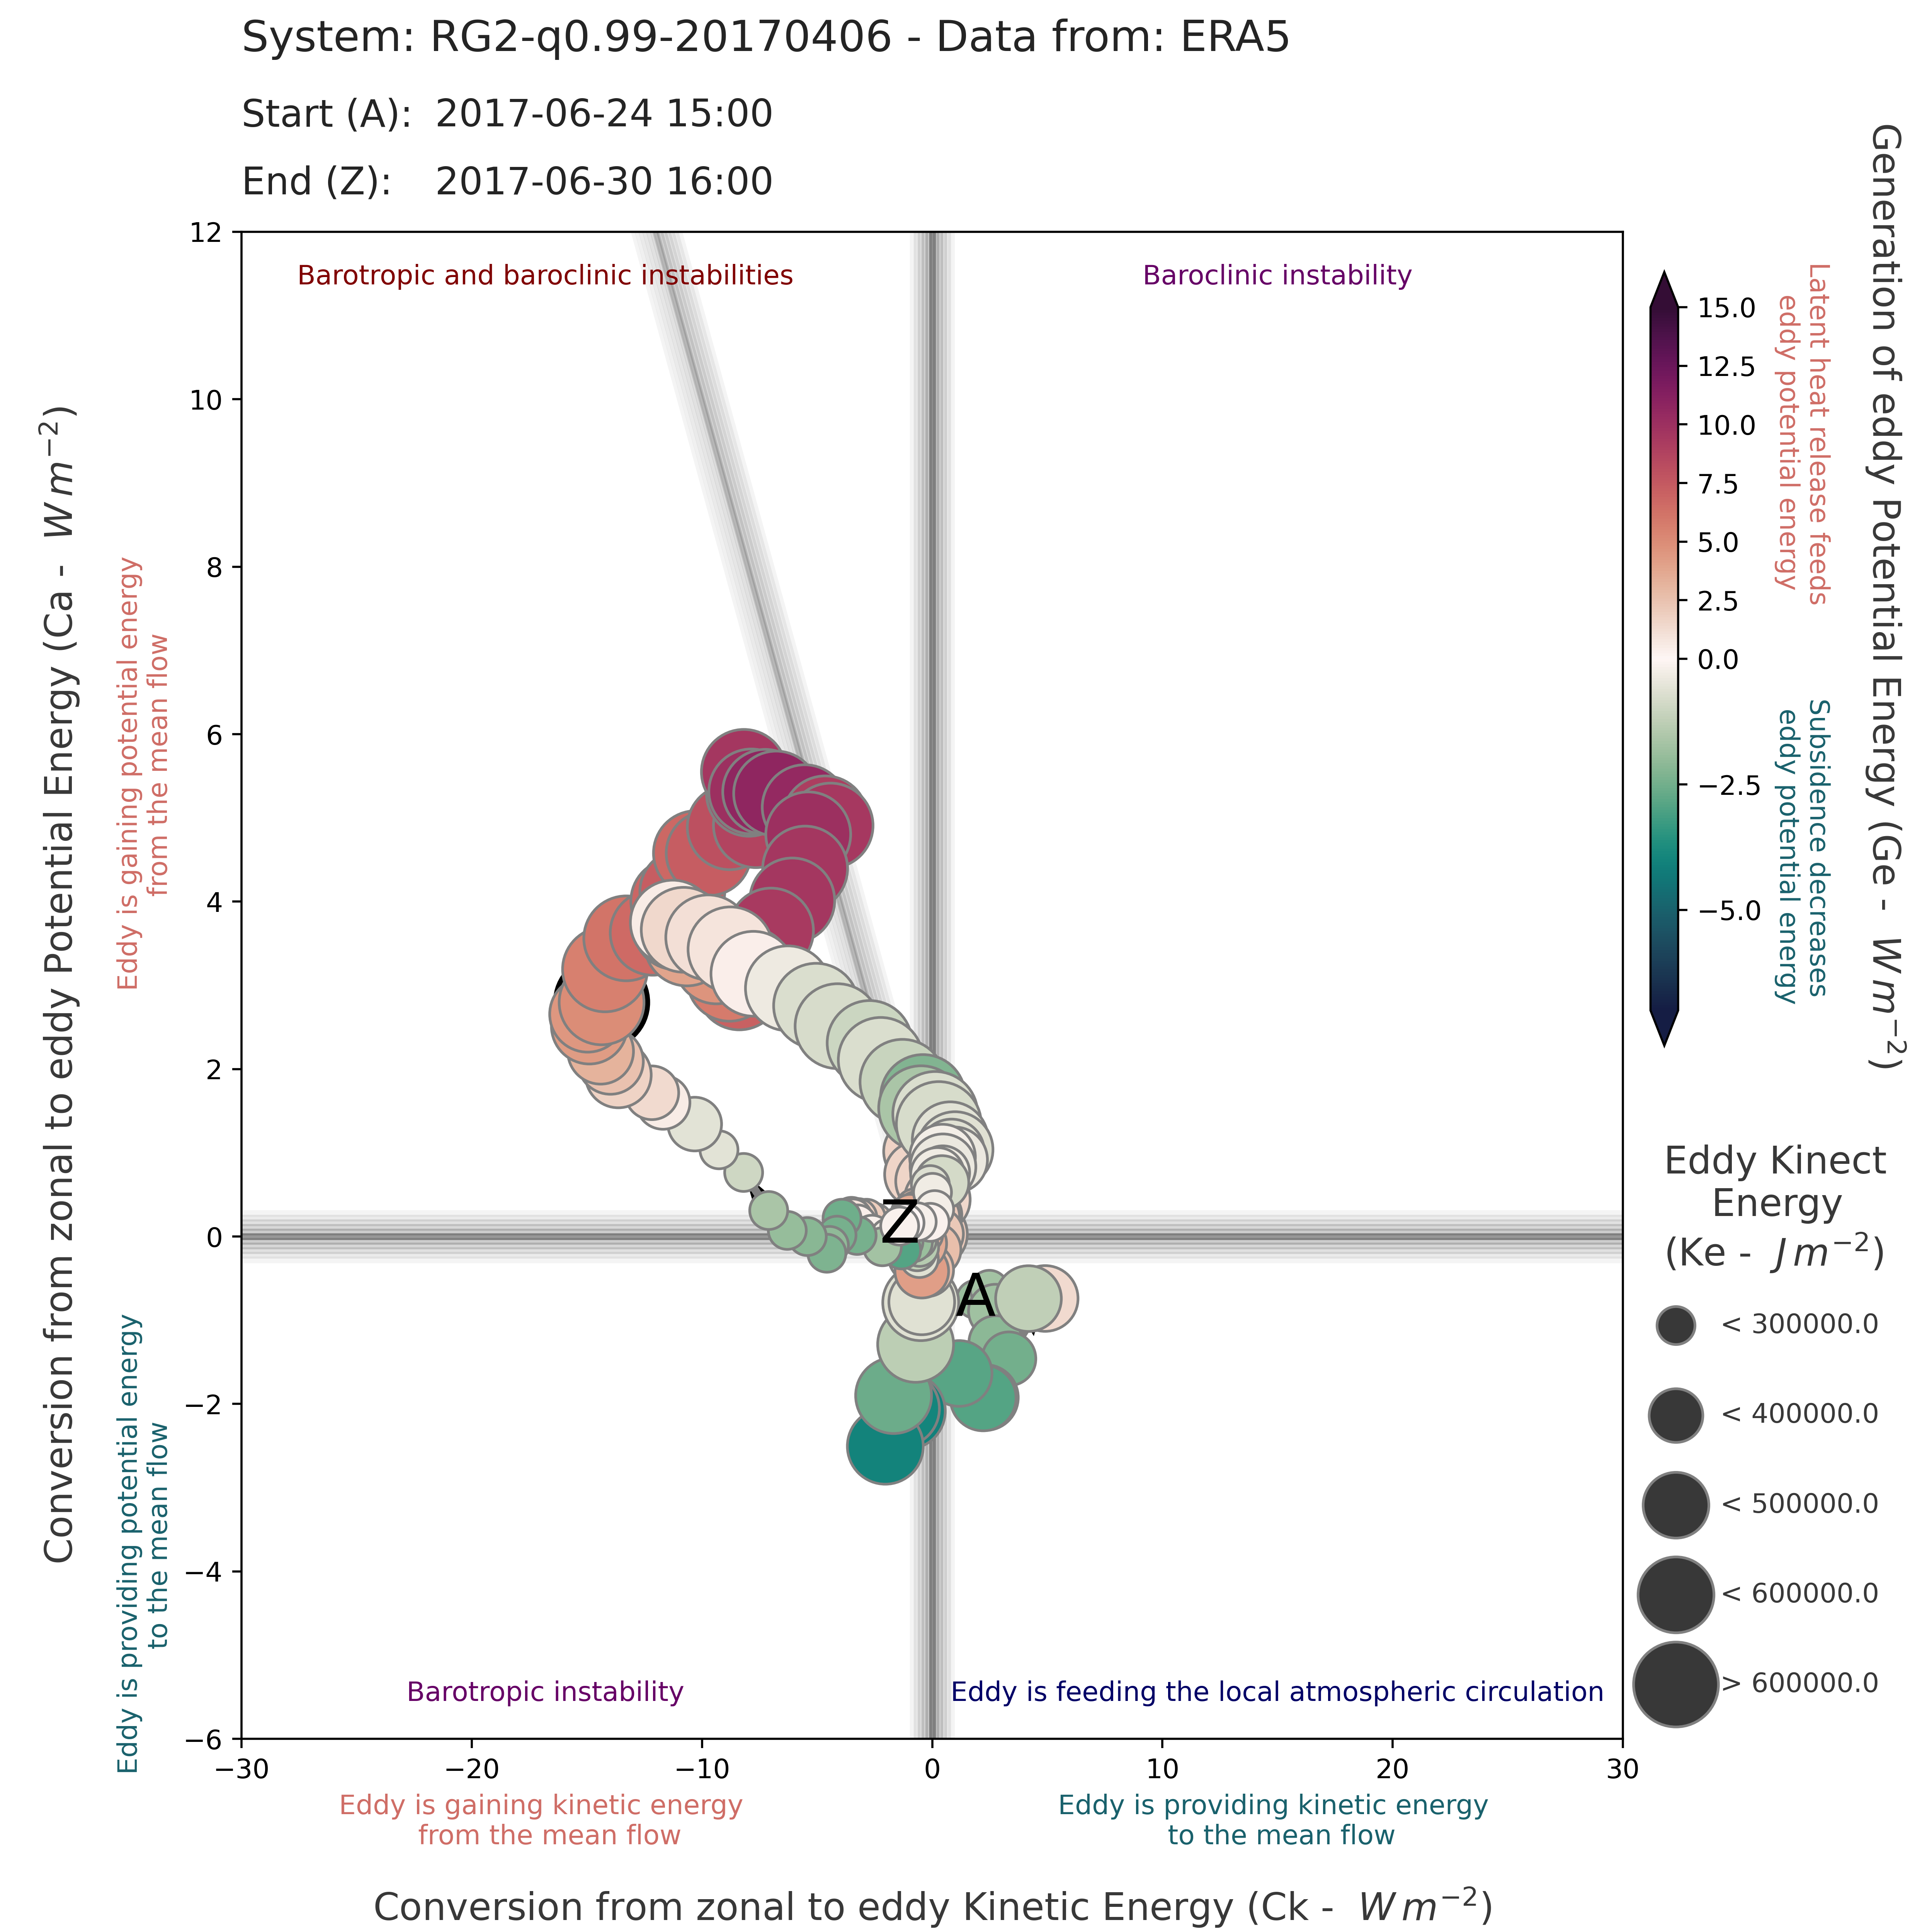 System: RG2-q0.99-20170406 - Data from: ERA5
Start (A): 2017-06-24 15:00
End (Z): 2017-06-30 16:00
Barotropic and baroclinic instabilities
Baroclinic instability
Barotropic instability
Eddy is feeding the local atmospheric circulation
A
Z
12
10
8
6
4
2
0
−2
−4
−6
−30
−20
−10
0
10
20
30
Conversion from zonal to eddy Potential Energy (Ca - W m⁻²)
Eddy is gaining potential energy
from the mean flow
Eddy is providing potential energy
to the mean flow
Eddy is gaining kinetic energy
from the mean flow
Eddy is providing kinetic energy
to the mean flow
Conversion from zonal to eddy Kinetic Energy (Ck - W m⁻²)
15.0
12.5
10.0
7.5
5.0
2.5
0.0
−2.5
−5.0
Latent heat release feeds
eddy potential energy
Subsidence decreases
eddy potential energy
Generation of eddy Potential Energy (Ge - W m⁻²)
Eddy Kinect
Energy
(Ke - J m⁻²)
< 300000.0
< 400000.0
< 500000.0
< 600000.0
> 600000.0